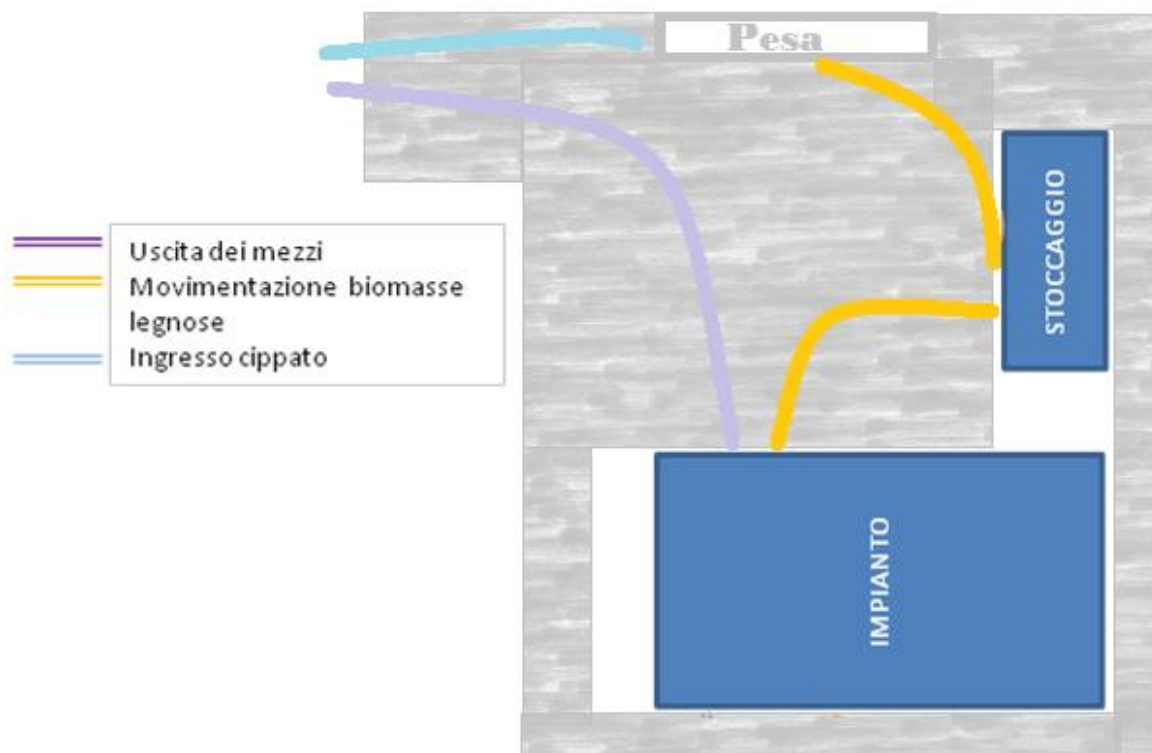 Pesa
STOCCAGGIO
Uscita dei mezzi
Movimentazione biomasse
legnose
Ingresso cippato
IMPIANTO